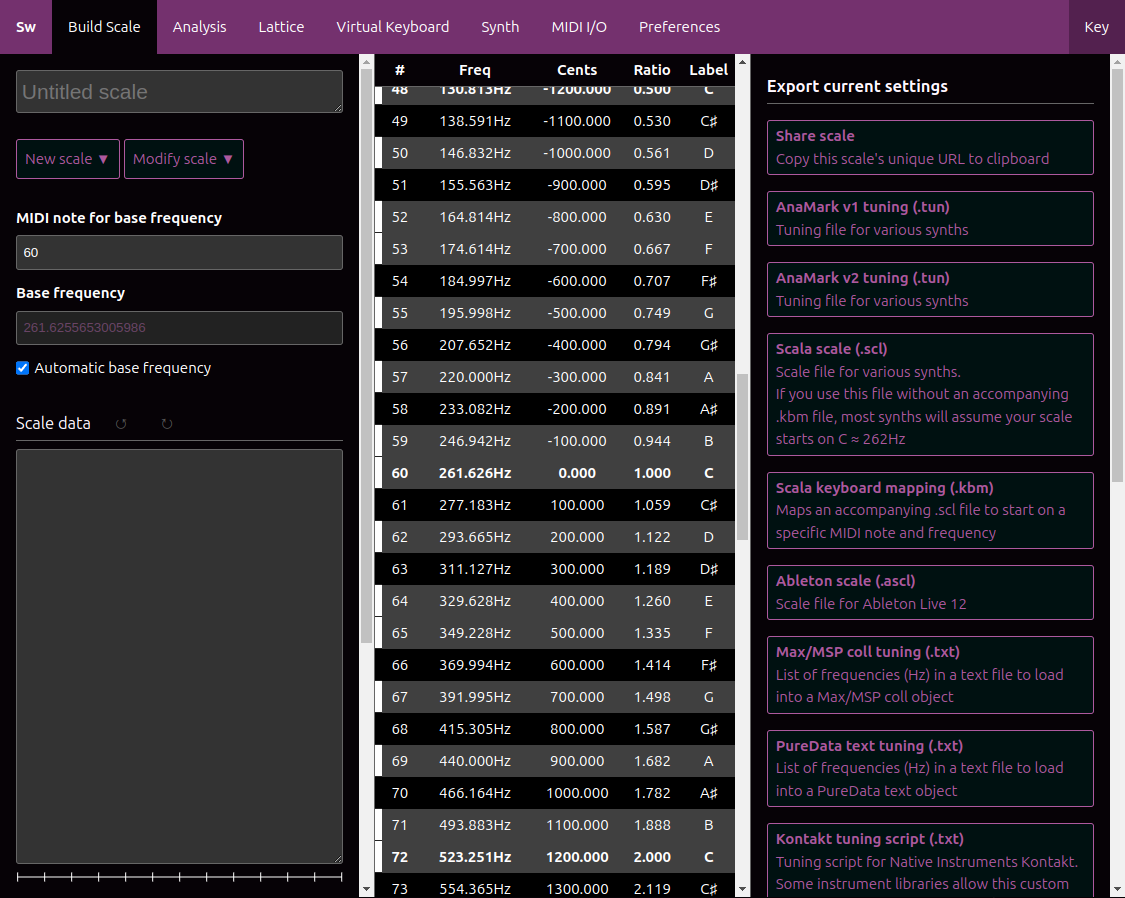 Sw Build Scale Analysis Lattice Virtual Keyboard Synth MIDI I/O Preferences Key
Untitled scale
New scale ▼ Modify scale ▼
MIDI note for base frequency
60
Base frequency
261.6255653005986
Automatic base frequency
Scale data ↺ ↻
# Freq Cents Ratio Label
48 130.813Hz -1200.000 0.500 C
49 138.591Hz -1100.000 0.530 C♯
50 146.832Hz -1000.000 0.561 D
51 155.563Hz -900.000 0.595 D♯
52 164.814Hz -800.000 0.630 E
53 174.614Hz -700.000 0.667 F
54 184.997Hz -600.000 0.707 F♯
55 195.998Hz -500.000 0.749 G
56 207.652Hz -400.000 0.794 G♯
57 220.000Hz -300.000 0.841 A
58 233.082Hz -200.000 0.891 A♯
59 246.942Hz -100.000 0.944 B
60 261.626Hz 0.000 1.000 C
61 277.183Hz 100.000 1.059 C♯
62 293.665Hz 200.000 1.122 D
63 311.127Hz 300.000 1.189 D♯
64 329.628Hz 400.000 1.260 E
65 349.228Hz 500.000 1.335 F
66 369.994Hz 600.000 1.414 F♯
67 391.995Hz 700.000 1.498 G
68 415.305Hz 800.000 1.587 G♯
69 440.000Hz 900.000 1.682 A
70 466.164Hz 1000.000 1.782 A♯
71 493.883Hz 1100.000 1.888 B
72 523.251Hz 1200.000 2.000 C
73 554.365Hz 1300.000 2.119 C♯
Export current settings
Share scale
Copy this scale's unique URL to clipboard
AnaMark v1 tuning (.tun)
Tuning file for various synths
AnaMark v2 tuning (.tun)
Tuning file for various synths
Scala scale (.scl)
Scale file for various synths.
If you use this file without an accompanying
.kbm file, most synths will assume your scale
starts on C ≈ 262Hz
Scala keyboard mapping (.kbm)
Maps an accompanying .scl file to start on a
specific MIDI note and frequency
Ableton scale (.ascl)
Scale file for Ableton Live 12
Max/MSP coll tuning (.txt)
List of frequencies (Hz) in a text file to load
into a Max/MSP coll object
PureData text tuning (.txt)
List of frequencies (Hz) in a text file to load
into a PureData text object
Kontakt tuning script (.txt)
Tuning script for Native Instruments Kontakt.
Some instrument libraries allow this custom